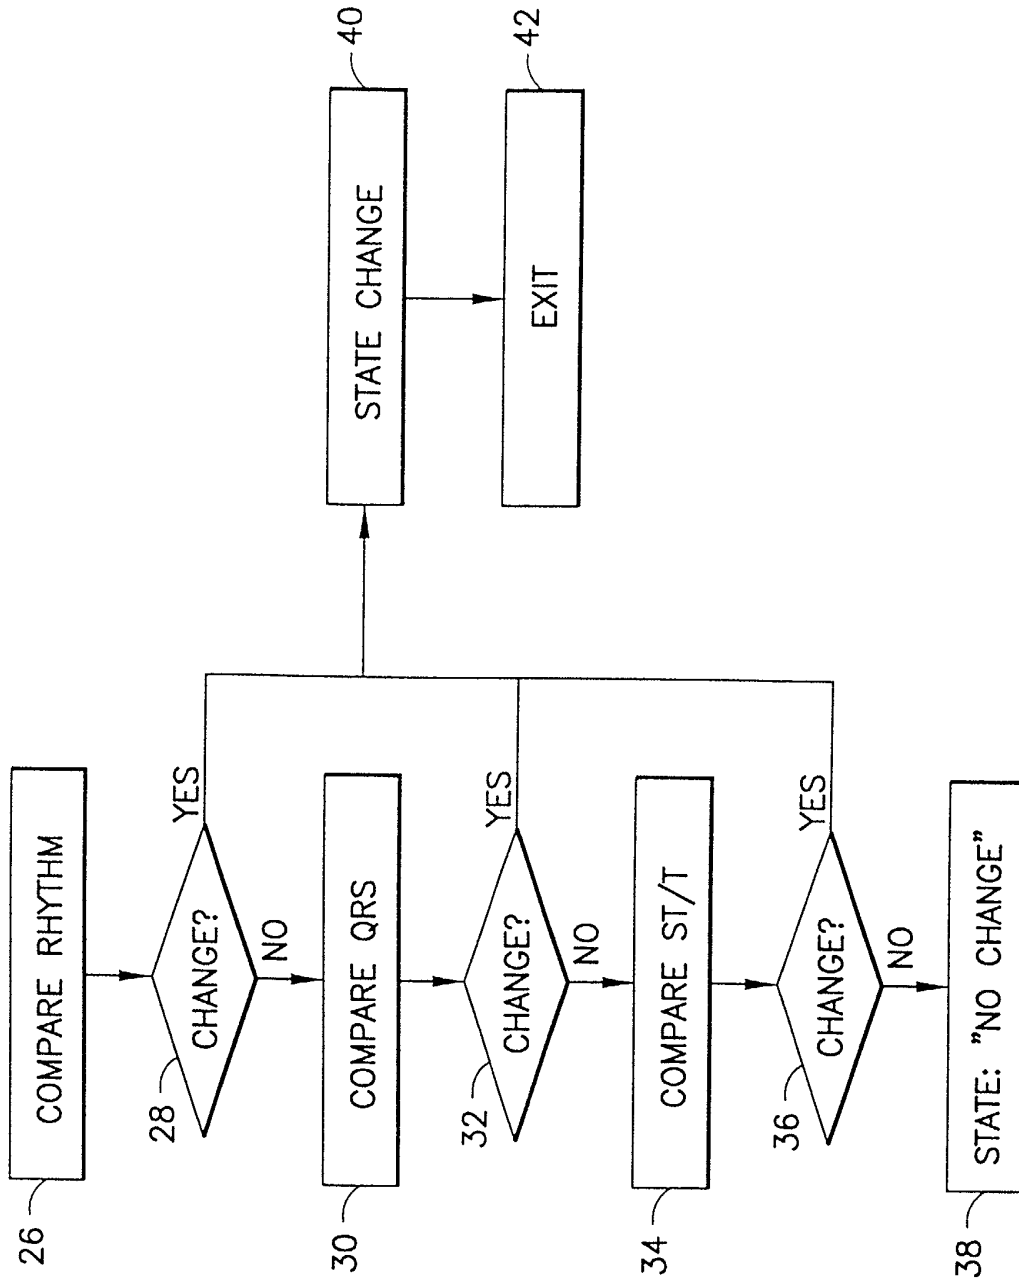 26
COMPARE RHYTHM
28
CHANGE?
YES
NO
30
COMPARE QRS
32
CHANGE?
YES
NO
34
COMPARE ST/T
36
CHANGE?
YES
NO
38
STATE: "NO CHANGE"
40
STATE CHANGE
42
EXIT